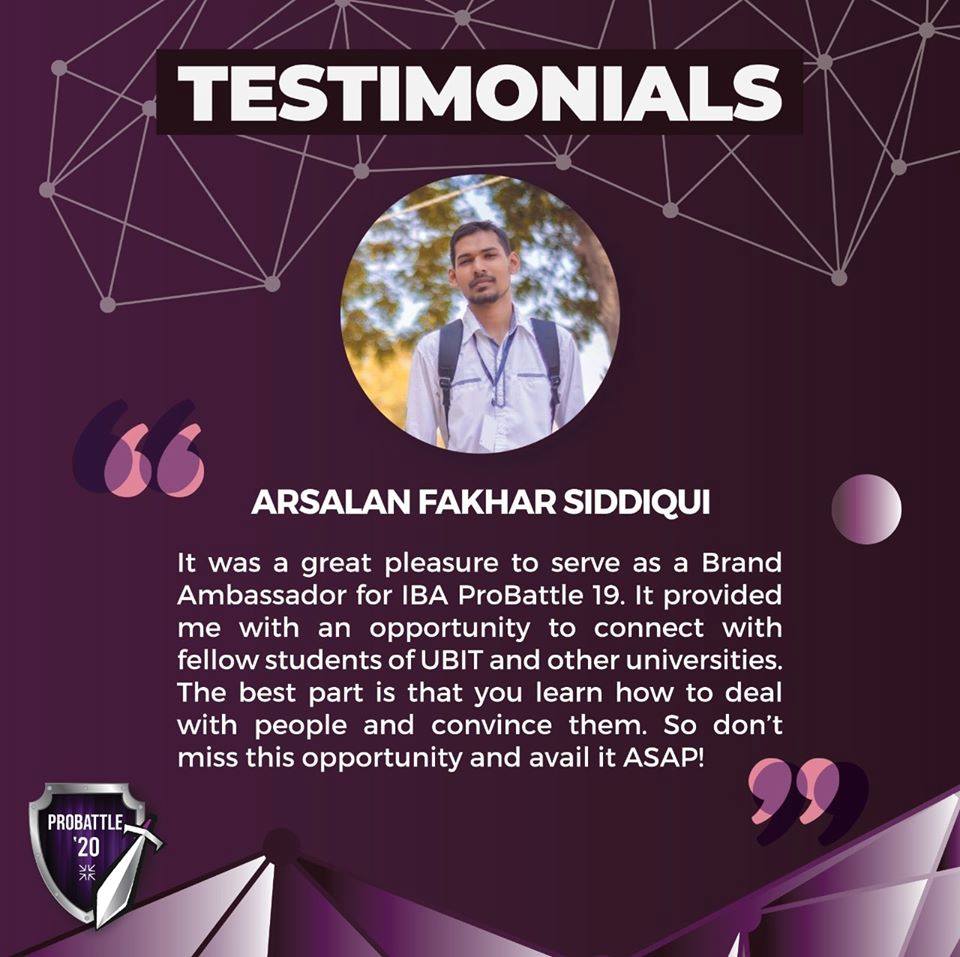 TESTIMONIALS
ARSALAN FAKHAR SIDDIQUI
It was a great pleasure to serve as a Brand
Ambassador for IBA ProBattle 19. It provided
me with an opportunity to connect with
fellow students of UBIT and other universities.
The best part is that you learn how to deal
with people and convince them. So don’t
miss this opportunity and avail it ASAP!
PROBATTLE
'20